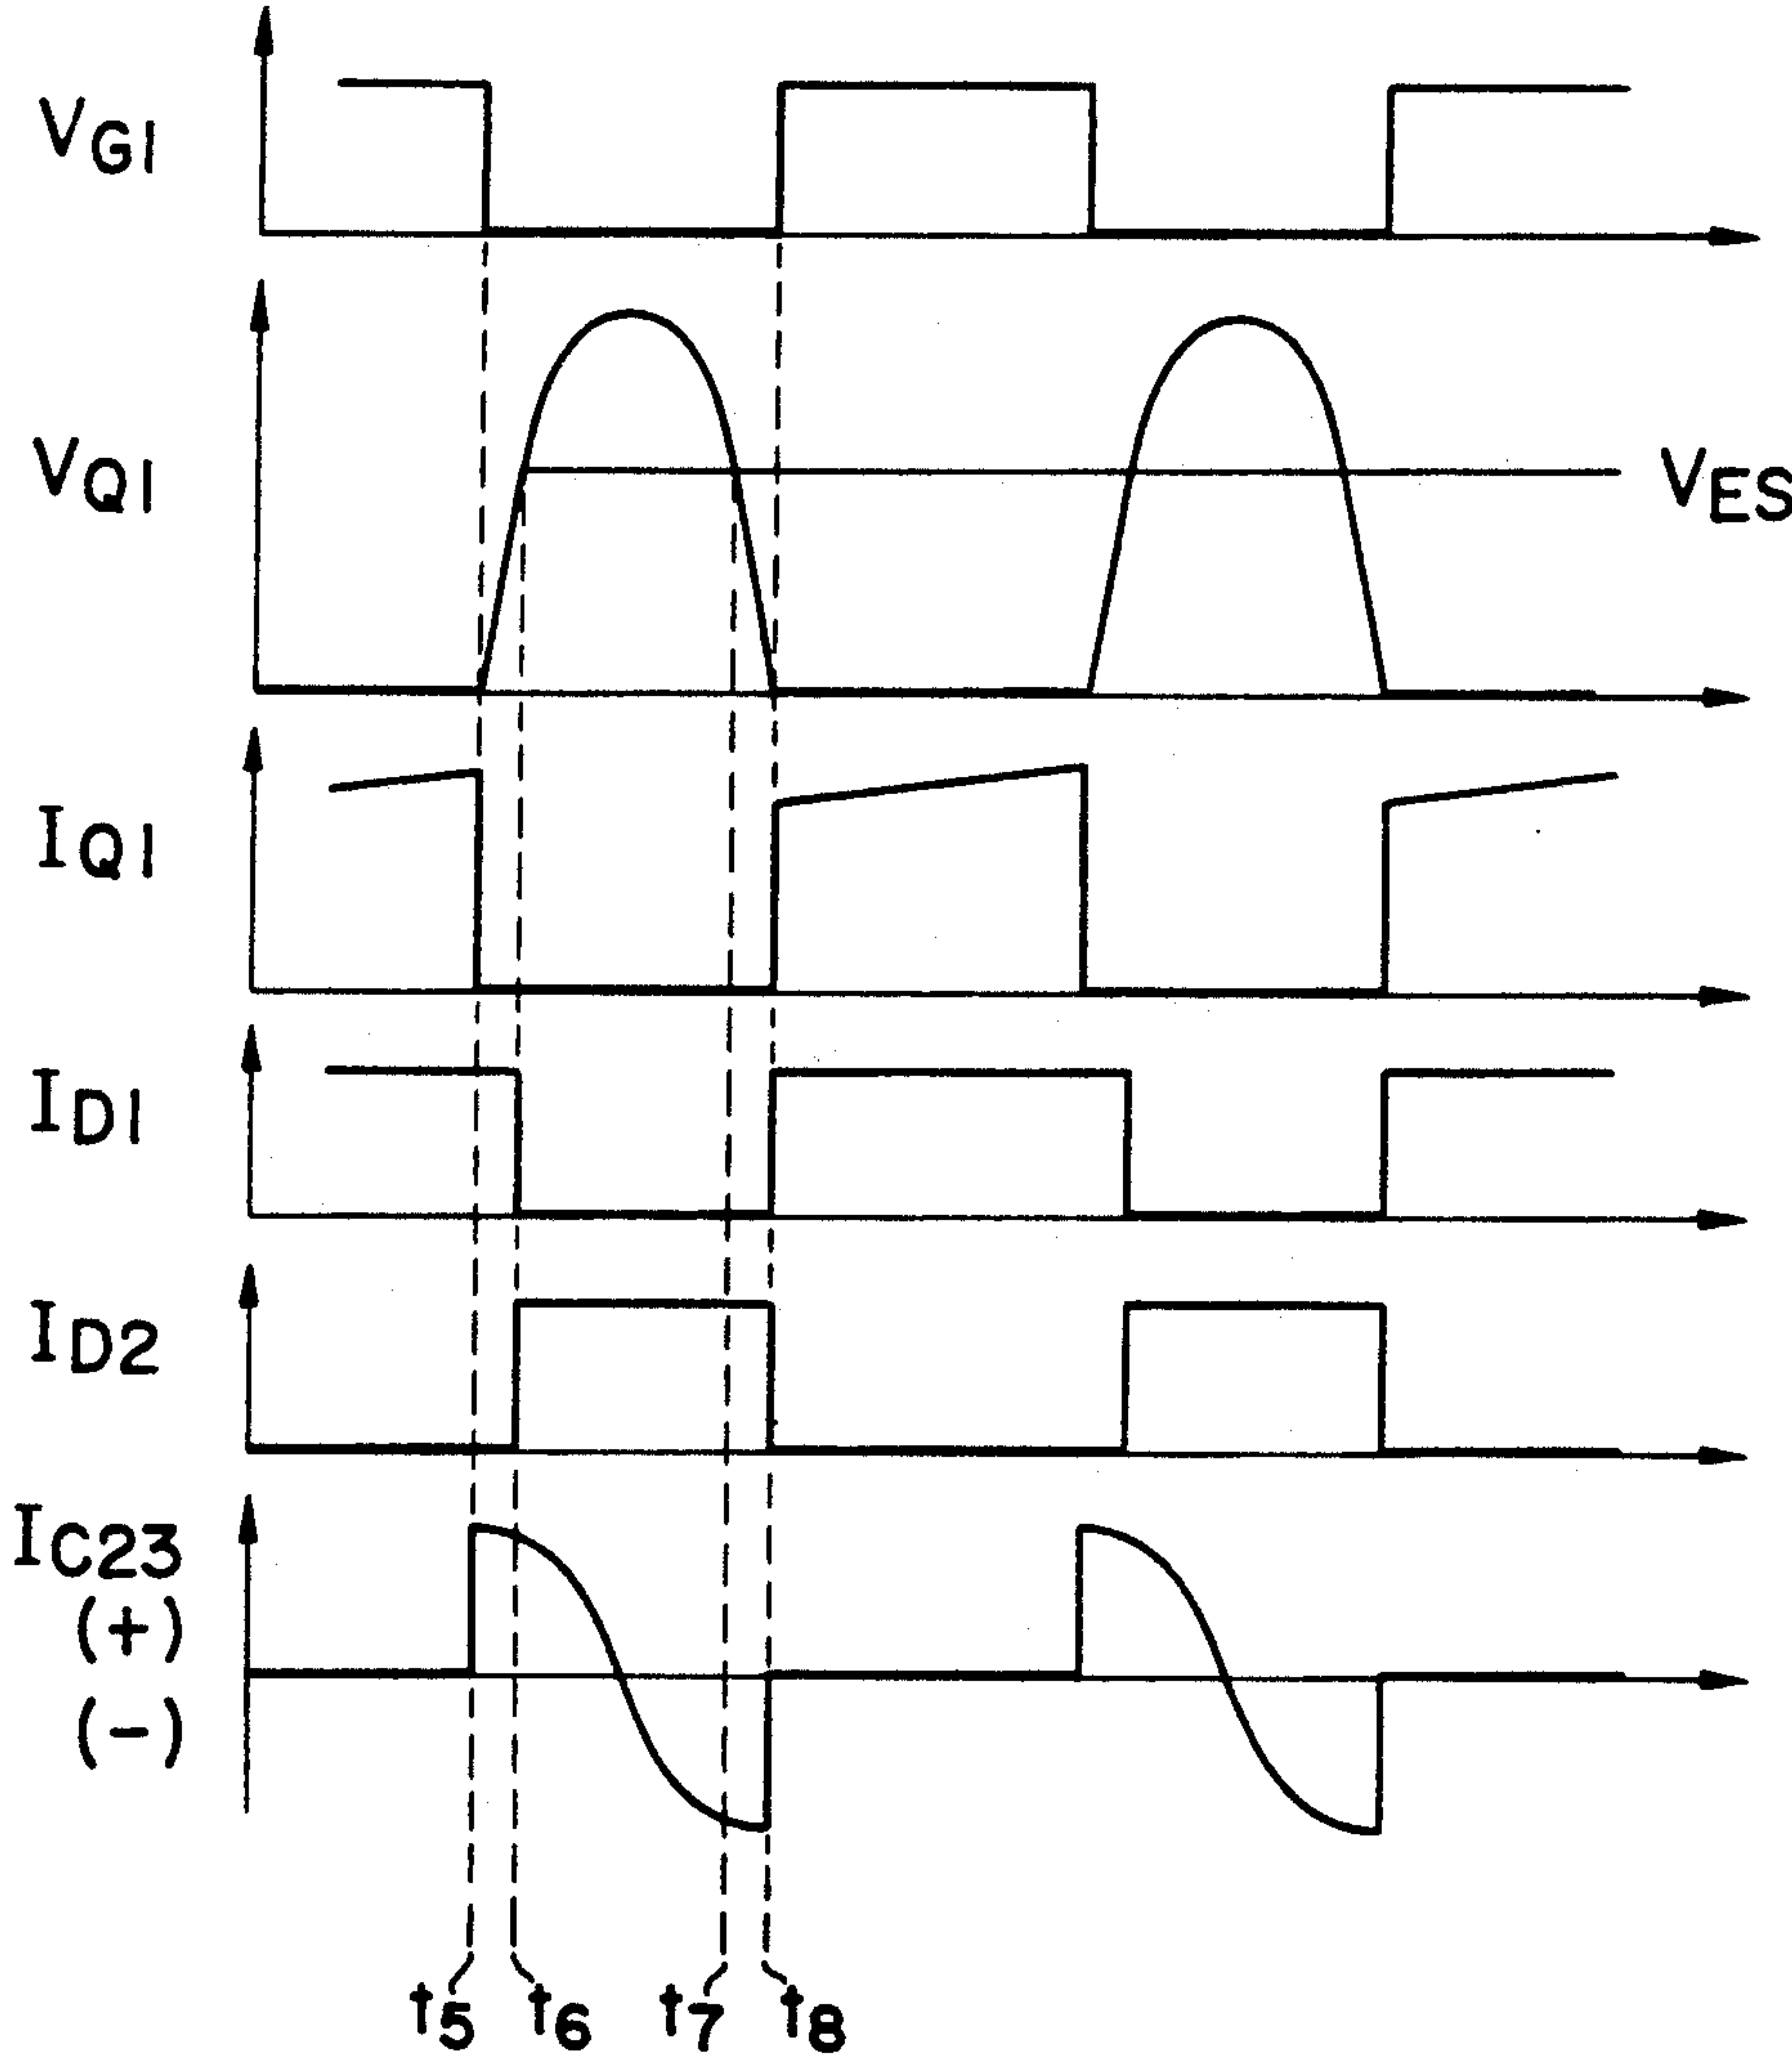 VG1
VQ1
VES
IQ1
ID1
ID2
IC23
(+)
(-)
t5 t6 t7 t8